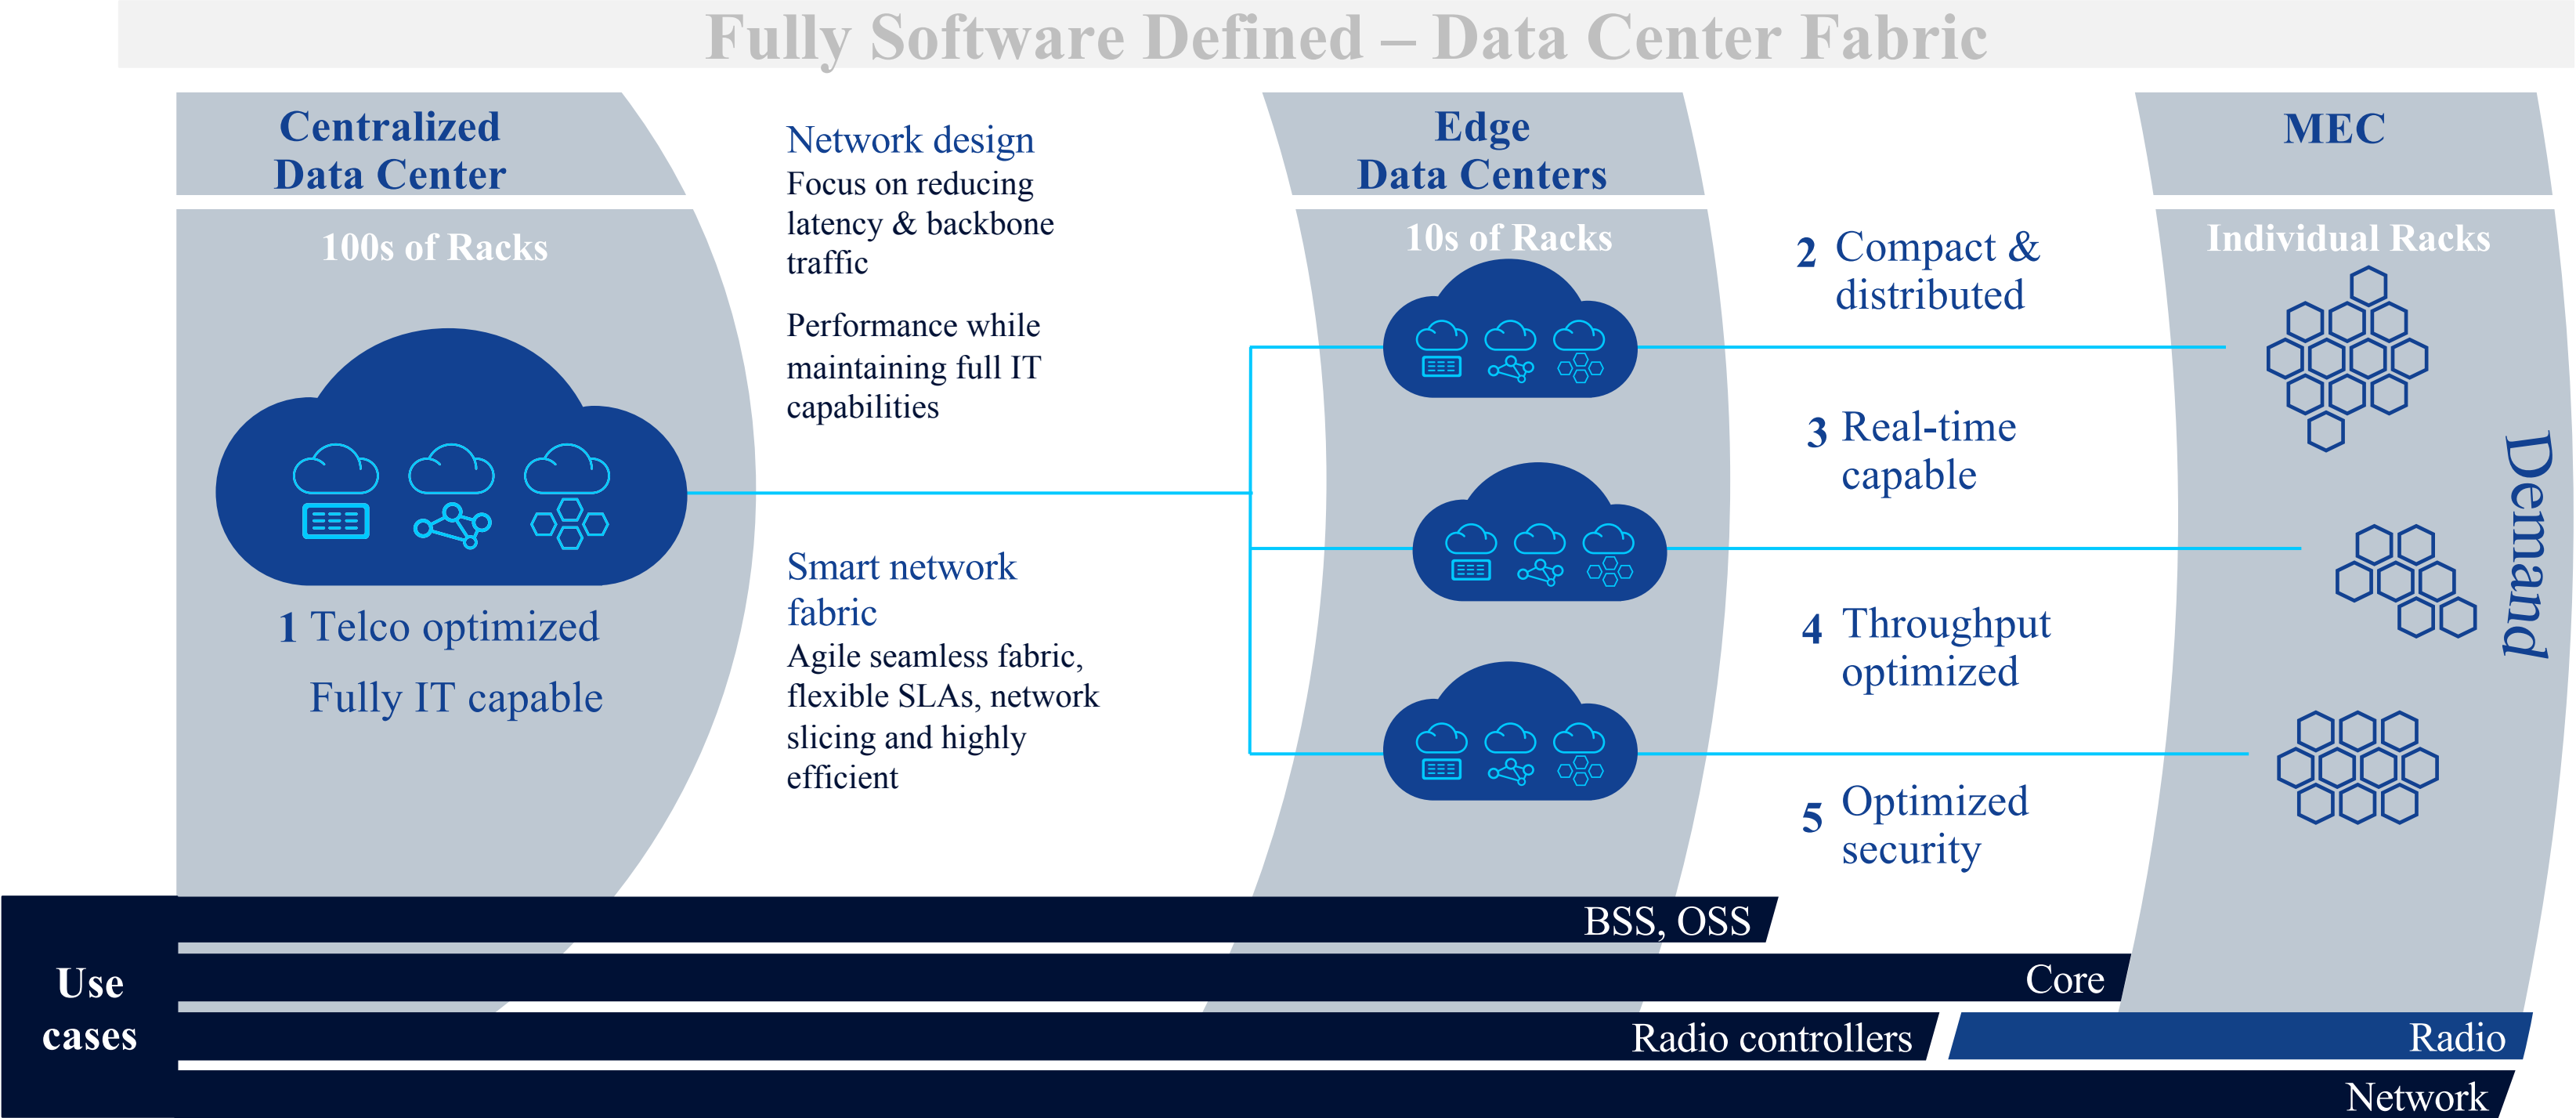 Fully Software Defined – Data Center Fabric
Centralized
Data Center
100s of Racks
1 Telco optimized
Fully IT capable
Network design
Focus on reducing
latency & backbone
traffic
Performance while
maintaining full IT
capabilities
Smart network
fabric
Agile seamless fabric,
flexible SLAs, network
slicing and highly
efficient
Edge
Data Centers
10s of Racks
2 Compact &
distributed
3 Real-time
capable
4 Throughput
optimized
5 Optimized
security
MEC
Individual Racks
Demand
Use
cases
BSS, OSS
Core
Radio controllers
Radio
Network